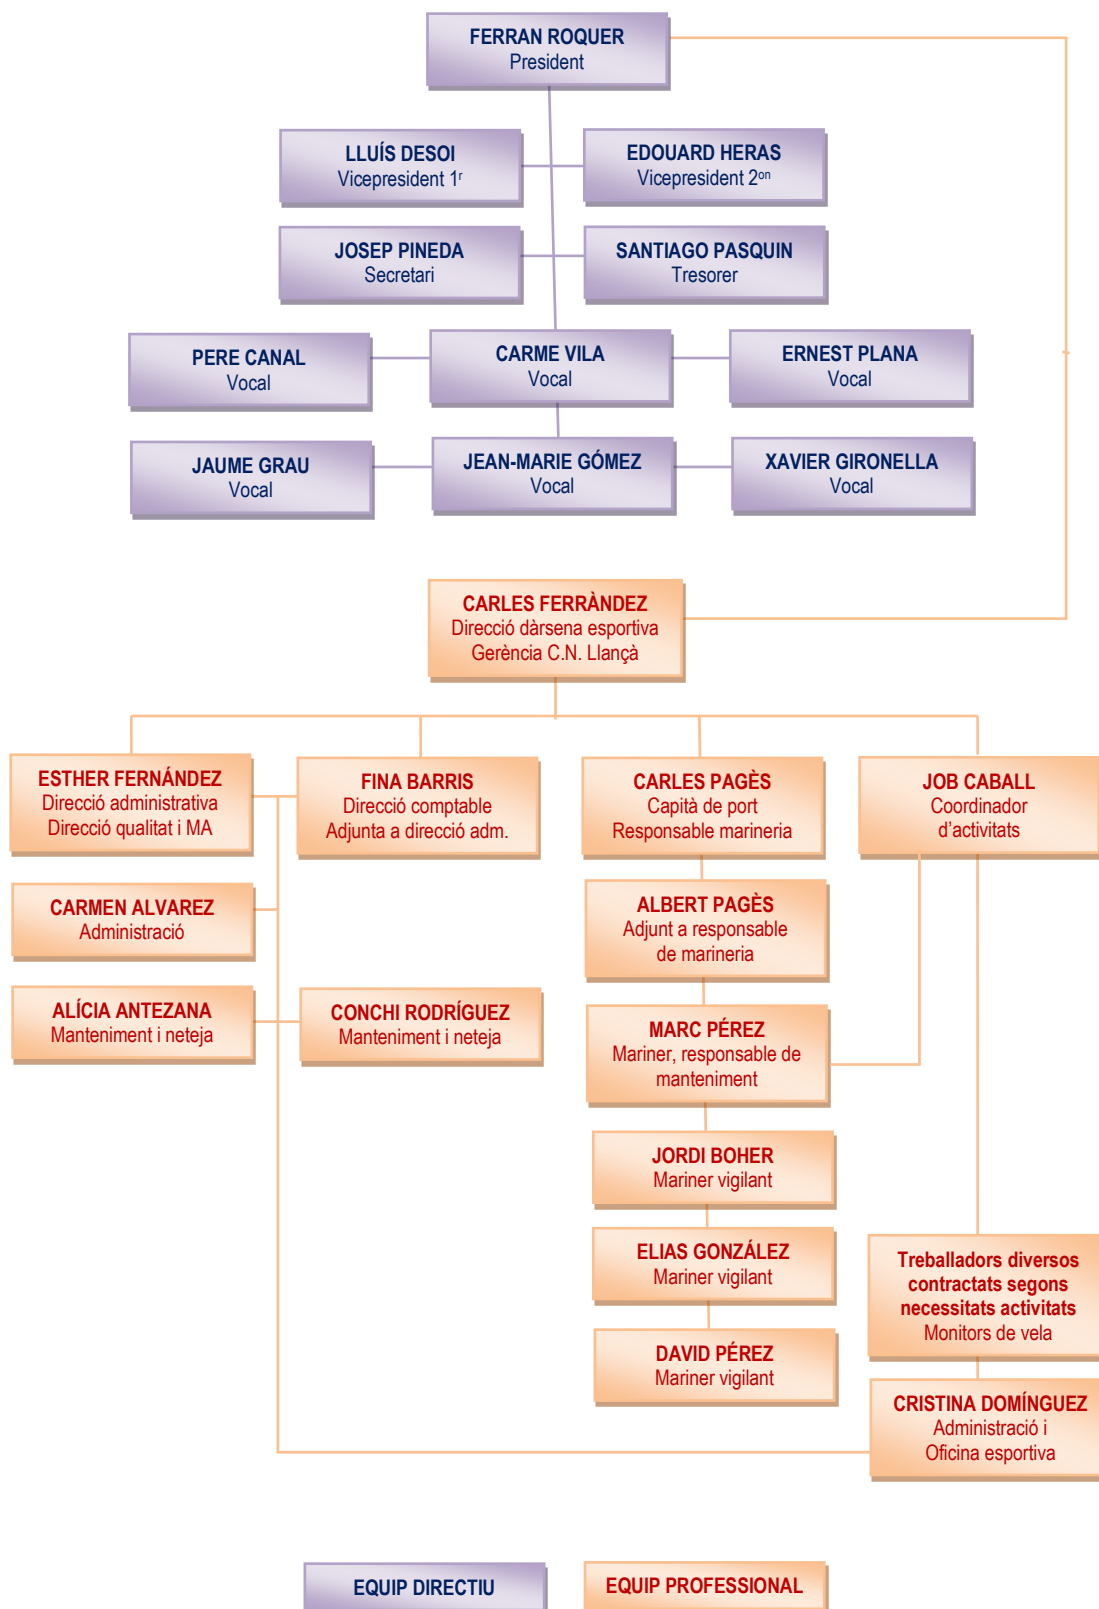 FERRAN ROQUER
President
LLUÍS DESOI
Vicepresident 1r
EDOUARD HERAS
Vicepresident 2on
JOSEP PINEDA
Secretari
SANTIAGO PASQUIN
Tresorer
PERE CANAL
Vocal
CARME VILA
Vocal
ERNEST PLANA
Vocal
JAUME GRAU
Vocal
JEAN-MARIE GÓMEZ
Vocal
XAVIER GIRONELLA
Vocal
CARLES FERRÀNDEZ
Direcció dàrsena esportiva
Gerència C.N. Llançà
ESTHER FERNÁNDEZ
Direcció administrativa
Direcció qualitat i MA
FINA BARRIS
Direcció comptable
Adjunta a direcció adm.
CARLES PAGÈS
Capità de port
Responsable marineria
JOB CABALL
Coordinador
d'activitats
CARMEN ALVAREZ
Administració
ALBERT PAGÈS
Adjunt a responsable
de marineria
ALÍCIA ANTEZANA
Manteniment i neteja
CONCHI RODRÍGUEZ
Manteniment i neteja
MARC PÉREZ
Mariner, responsable de
manteniment
JORDI BOHER
Mariner vigilant
ELIAS GONZÁLEZ
Mariner vigilant
Treballadors diversos
contractats segons
necessitats activitats
Monitors de vela
DAVID PÉREZ
Mariner vigilant
CRISTINA DOMÍNGUEZ
Administració i
Oficina esportiva
EQUIP DIRECTIU
EQUIP PROFESSIONAL